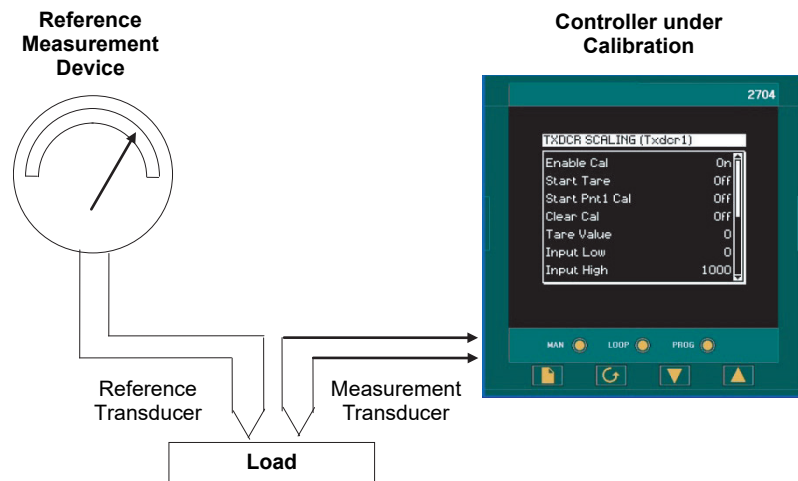 Reference
Measurement
Device
Controller under
Calibration
2704
TXDCR SCALING (Txdcr1)
Enable Cal On
Start Tare Off
Start Pnt1 Cal Off
Clear Cal Off
Tare Value 0
Input Low 0
Input High 1000
MAN LOOP PROG
Reference
Transducer
Measurement
Transducer
Load